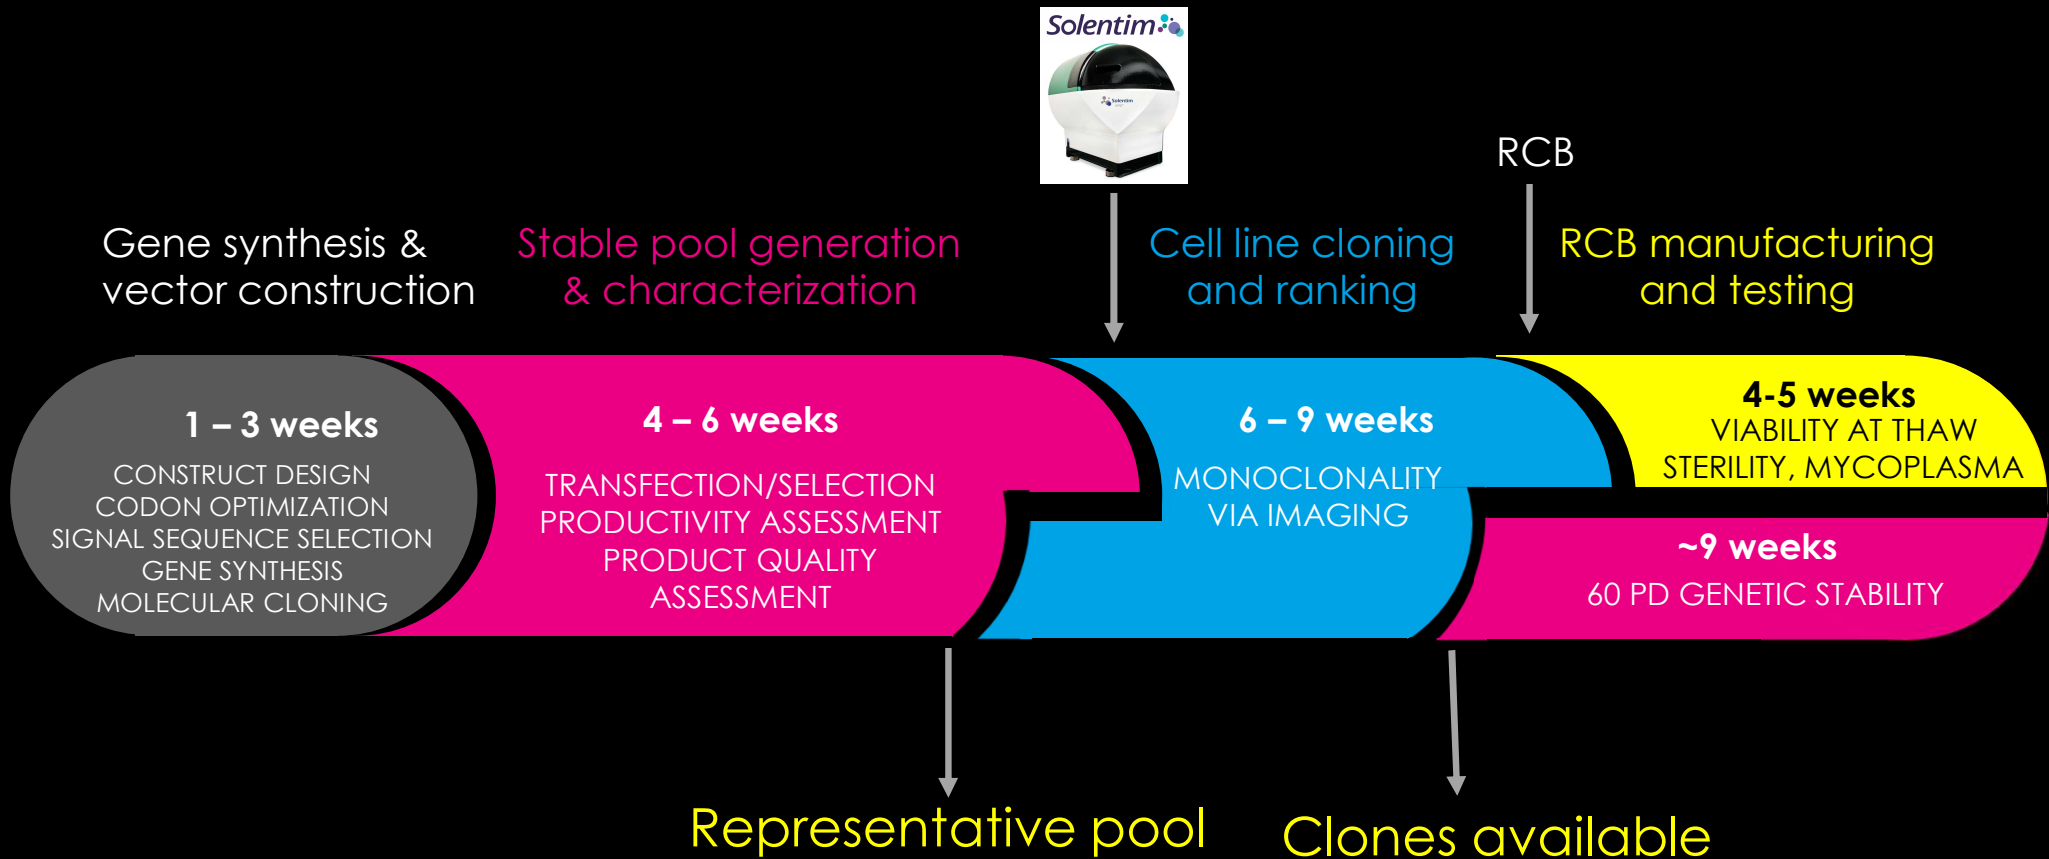 Solentim
Solentim
RCB
Gene synthesis &
vector construction
Stable pool generation
& characterization
Cell line cloning
and ranking
RCB manufacturing
and testing
1 – 3 weeks
CONSTRUCT DESIGN
CODON OPTIMIZATION
SIGNAL SEQUENCE SELECTION
GENE SYNTHESIS
MOLECULAR CLONING
4 – 6 weeks
TRANSFECTION/SELECTION
PRODUCTIVITY ASSESSMENT
PRODUCT QUALITY
ASSESSMENT
6 – 9 weeks
MONOCLONALITY
VIA IMAGING
4-5 weeks
VIABILITY AT THAW
STERILITY, MYCOPLASMA
~9 weeks
60 PD GENETIC STABILITY
Representative pool
Clones available